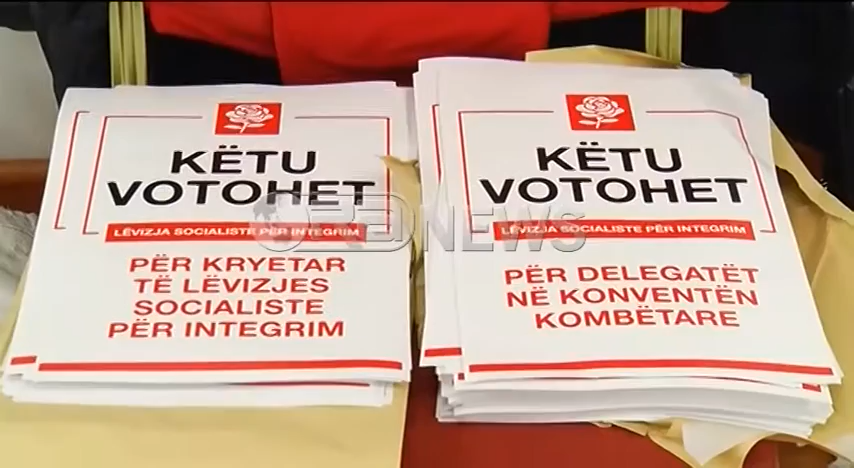 KËTU
VOTOHET
LËVIZJA SOCIALISTE PËR INTEGRIM
PËR KRYETAR
TË LËVIZJES
SOCIALISTE
PËR INTEGRIM
KËTU
VOTOHET
LËVIZJA SOCIALISTE PËR INTEGRIM
PËR DELEGATËT
NË KONVENTËN
KOMBËTARE
ORA NEWS